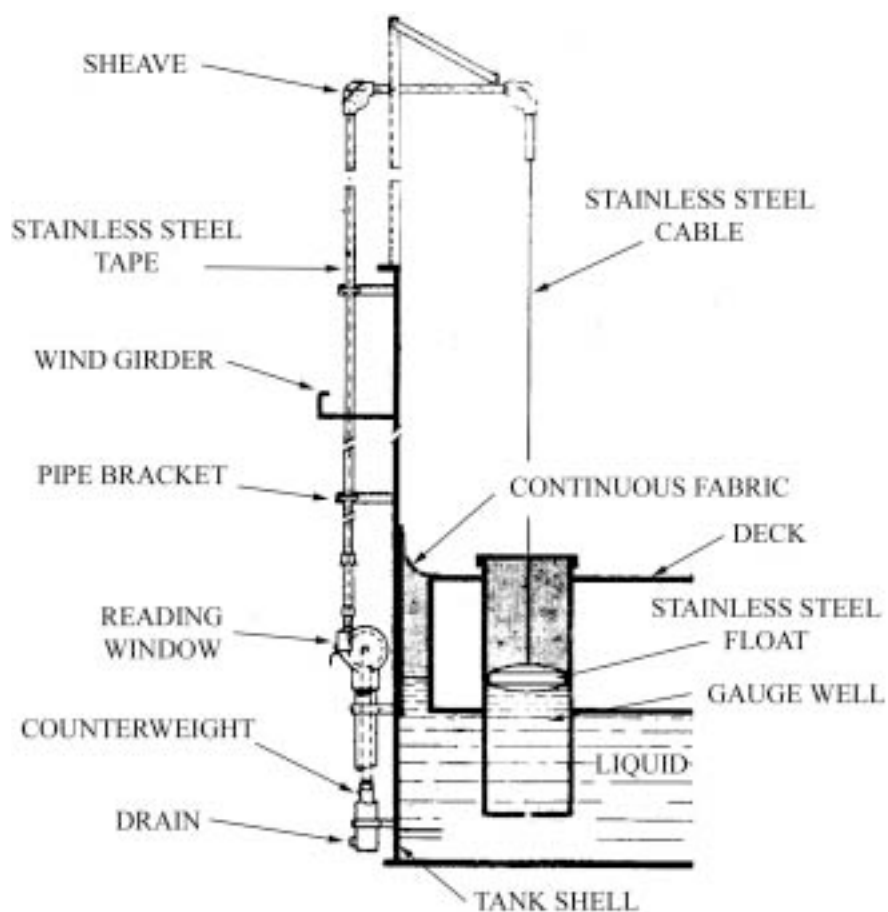 SHEAVE
STAINLESS STEEL
TAPE
STAINLESS STEEL
CABLE
WIND GIRDER
PIPE BRACKET
CONTINUOUS FABRIC
DECK
READING
WINDOW
STAINLESS STEEL
FLOAT
GAUGE WELL
COUNTERWEIGHT
LIQUID
DRAIN
TANK SHELL